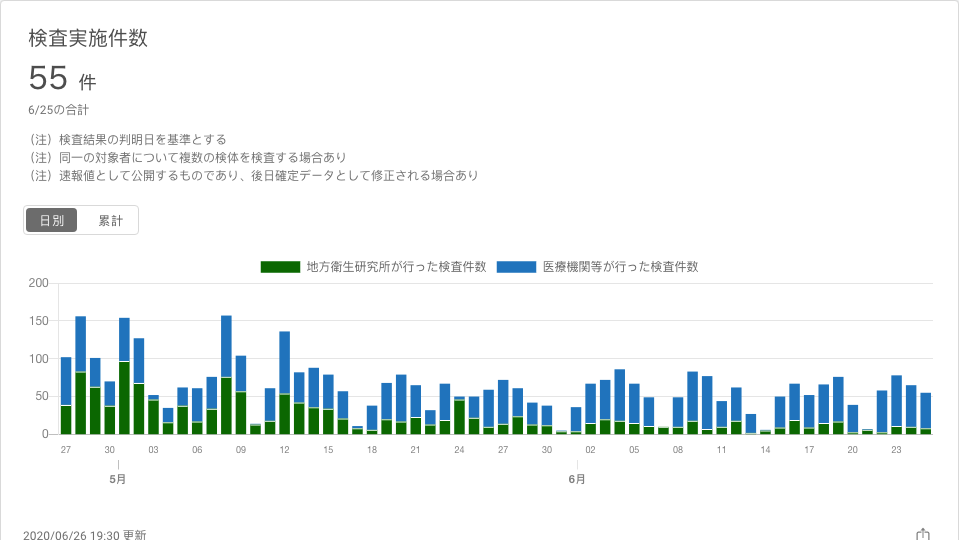 検査実施件数
55 件
6/25の合計
（注）検査結果の判明日を基準とする
（注）同一の対象者について複数の検体を検査する場合あり
（注）速報値として公開するものであり、後日確定データとして修正される場合あり
日別 累計
地方衛生研究所が行った検査件数 医療機関等が行った検査件数
200
150
100
50
0
27 30 03 06 09 12 15 18 21 24 27 30 02 05 08 11 14 17 20 23
5月 6月
2020/06/26 19:30 更新